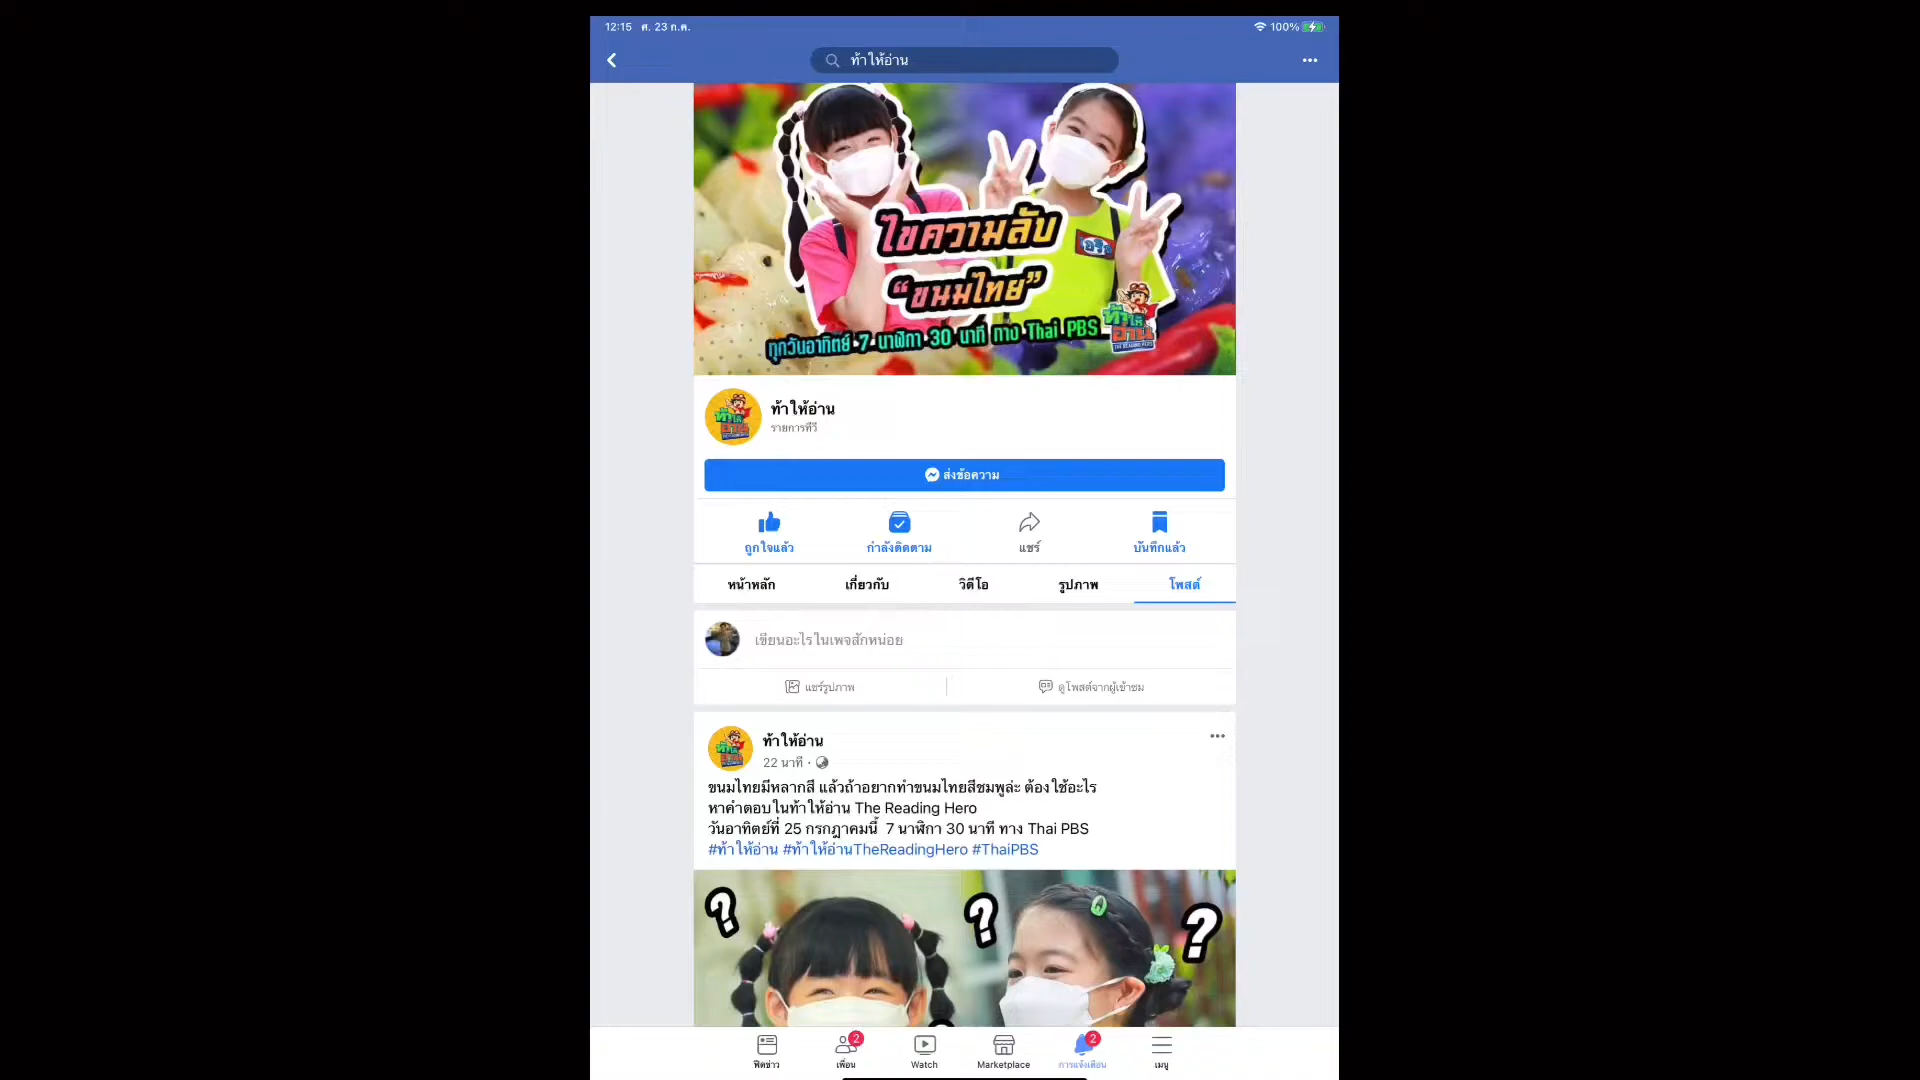 12:15 ศ. 23 ก.ค.
100%
ท้าให้อ่าน
ไขความลับ
“ขนมไทย”
ทุกวันอาทิตย์ 7 นาฬิกา 30 นาที ทาง Thai PBS
ท้าให้อ่าน
THE READING HERO
ท้าให้อ่าน
รายการทีวี
ส่งข้อความ
ถูกใจแล้ว กำลังติดตาม แชร์ บันทึกแล้ว
หน้าหลัก เกี่ยวกับ วิดีโอ รูปภาพ โพสต์
เขียนอะไรในเพจสักหน่อย
แชร์รูปภาพ ดูโพสต์จากผู้เข้าชม
ท้าให้อ่าน
22 นาที ·
ขนมไทยมีหลากสี แล้วถ้าอยากทำขนมไทยสีชมพูล่ะ ต้องใช้อะไร
หาคำตอบในท้าให้อ่าน The Reading Hero
วันอาทิตย์ที่ 25 กรกฎาคมนี้ 7 นาฬิกา 30 นาที ทาง Thai PBS
#ท้าให้อ่าน #ท้าให้อ่านTheReadingHero #ThaiPBS
? ? ?
2 2
ฟีดข่าว เพื่อน Watch Marketplace การแจ้งเตือน เมนู